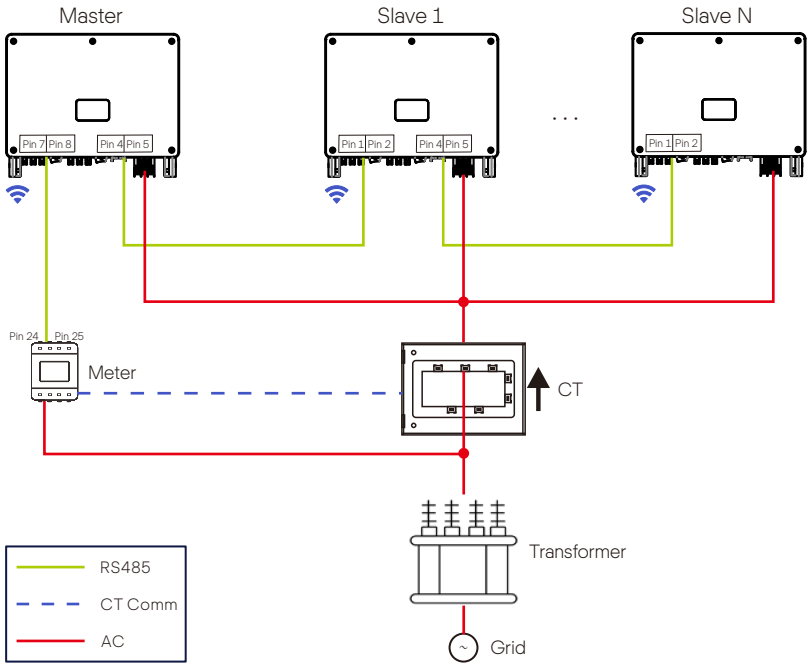 Master
Slave 1
Slave N
Pin 7 Pin 8
Pin 4 Pin 5
Pin 1 Pin 2
Pin 4 Pin 5
Pin 1 Pin 2
...
Pin 24 Pin 25
Meter
CT
Transformer
RS485
CT Comm
AC
~ Grid